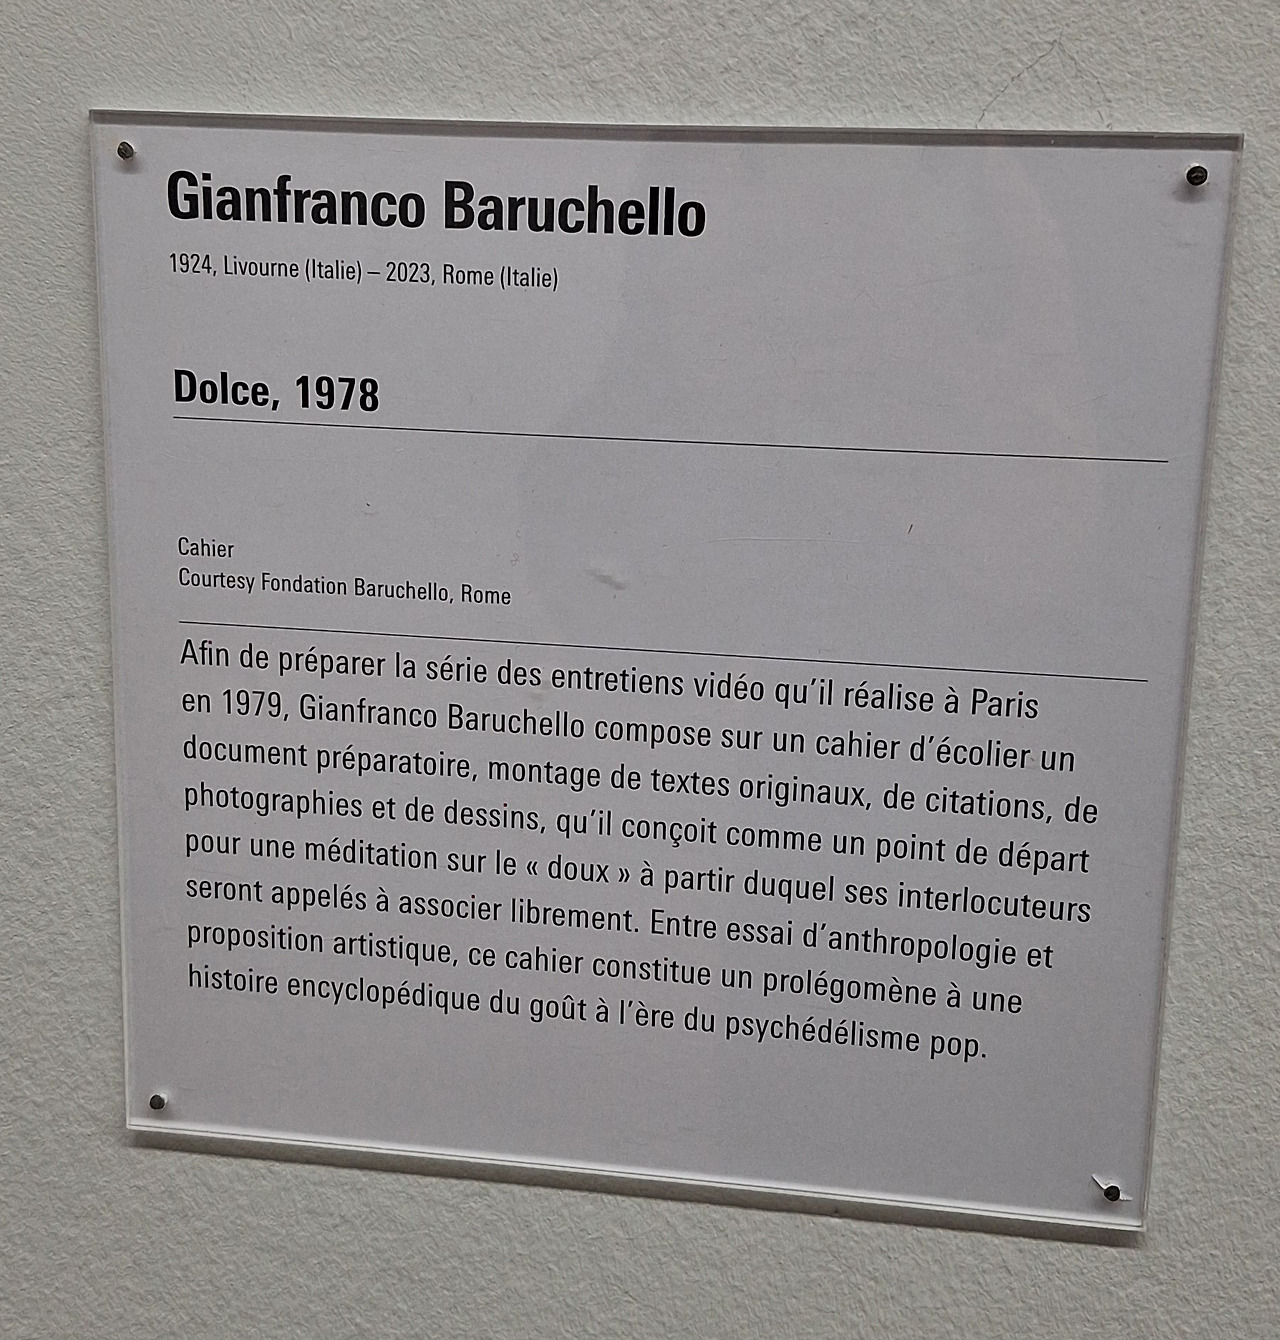 Gianfranco Baruchello
1924, Livourne (Italie) – 2023, Rome (Italie)
Dolce, 1978
Cahier
Courtesy Fondation Baruchello, Rome
Afin de préparer la série des entretiens vidéo qu’il réalise à Paris
en 1979, Gianfranco Baruchello compose sur un cahier d’écolier un
document préparatoire, montage de textes originaux, de citations, de
photographies et de dessins, qu’il conçoit comme un point de départ
pour une méditation sur le « doux » à partir duquel ses interlocuteurs
seront appelés à associer librement. Entre essai d’anthropologie et
proposition artistique, ce cahier constitue un prolégomène à une
histoire encyclopédique du goût à l’ère du psychédélisme pop.